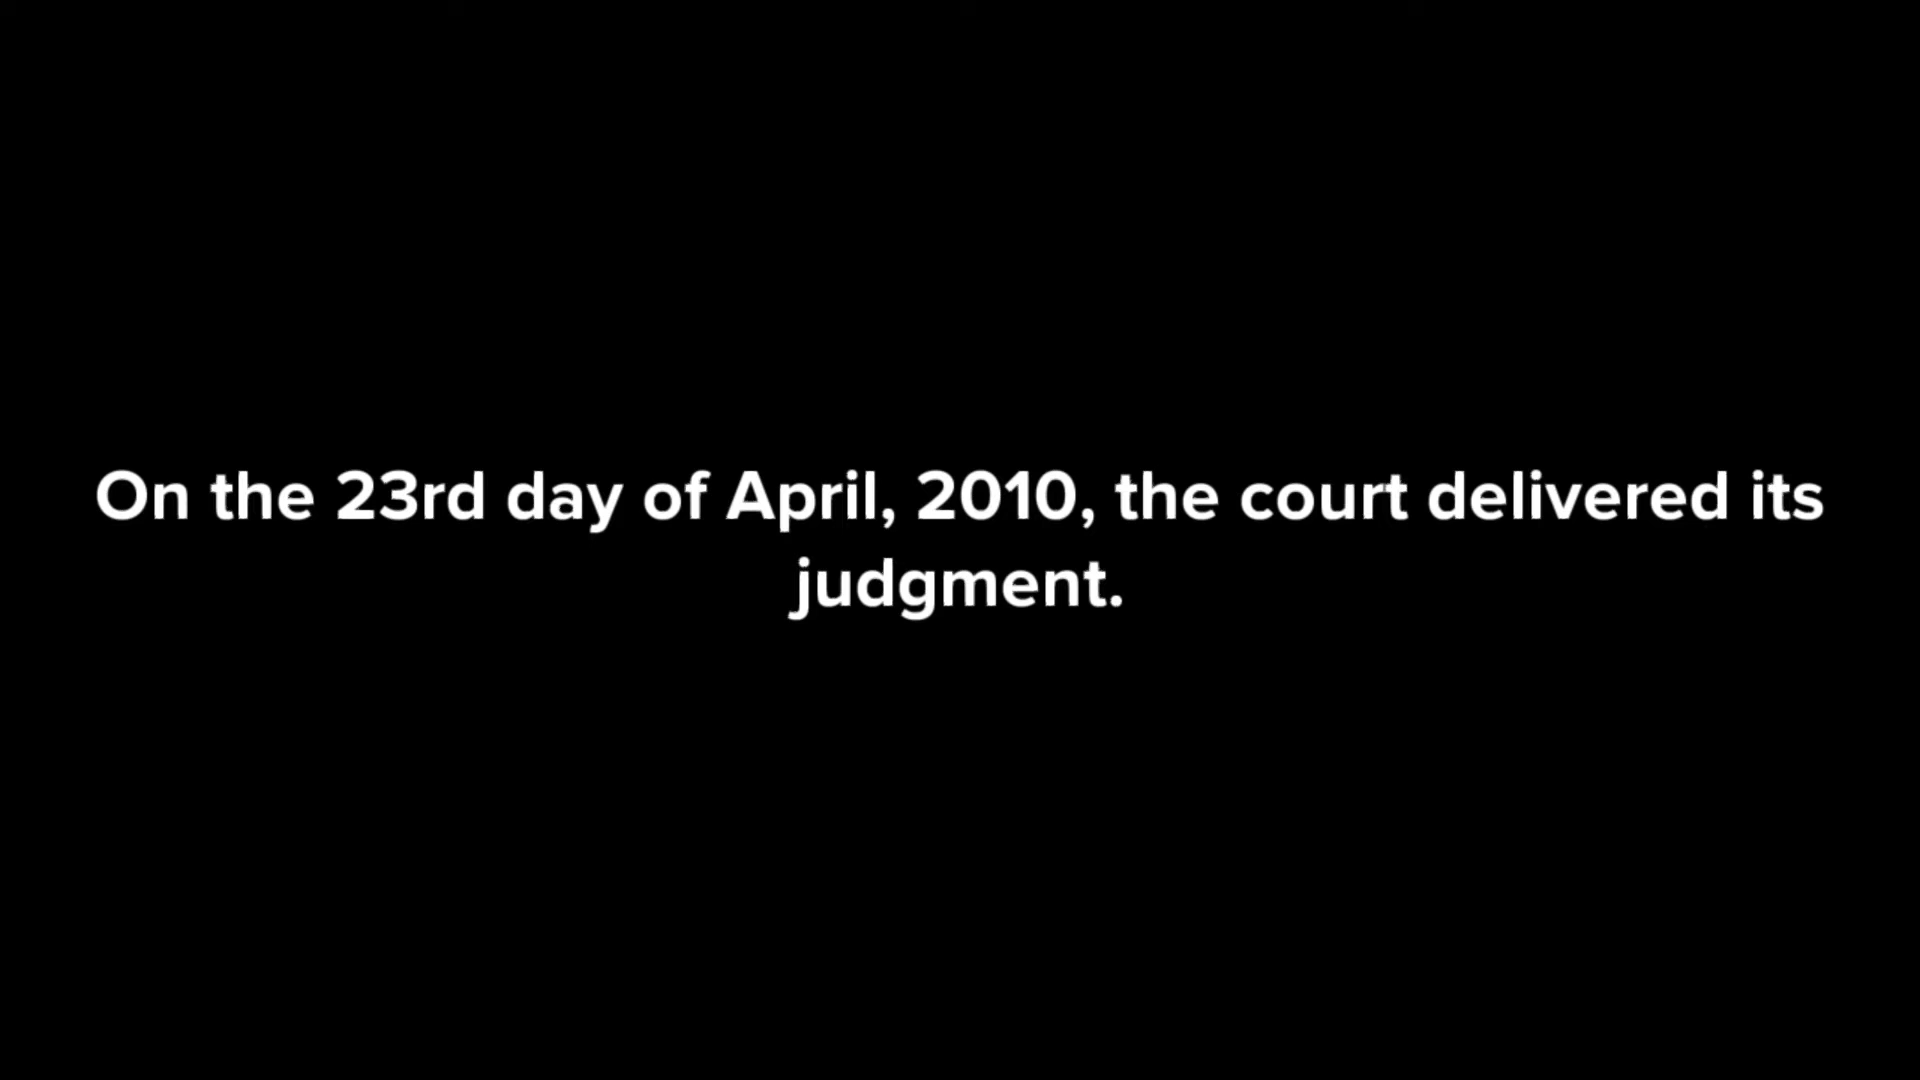 On the 23rd day of April, 2010, the court delivered its
judgment.